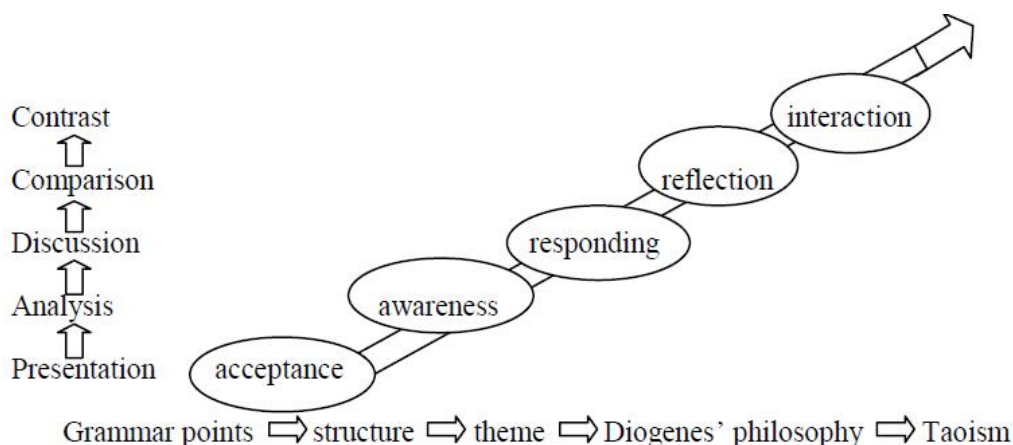 Contrast
interaction
Comparison
reflection
Discussion
responding
Analysis
awareness
Presentation
acceptance
Grammar points structure theme Diogenes’ philosophy Taoism